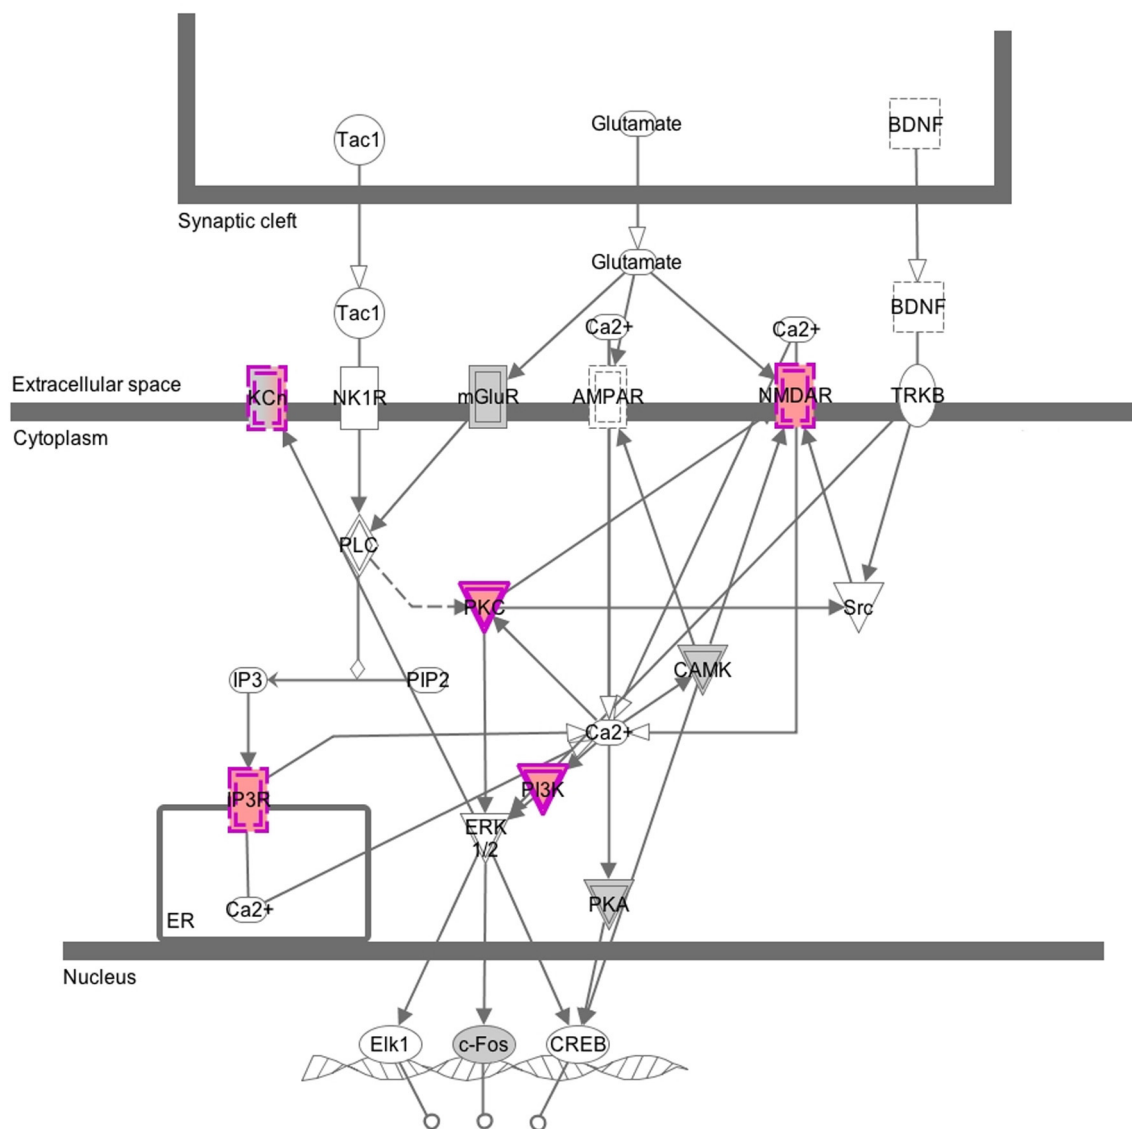 Tac1
Glutamate
BDNF
Synaptic cleft
Glutamate
Tac1
Ca2+
Ca2+
BDNF
Extracellular space
KCh
NK1R
mGluR
AMPAR
NMDAR
TRKB
Cytoplasm
PLC
PKC
Src
CAMK
IP3
PIP2
Ca2+
IP3R
PI3K
ERK
1/2
Ca2+
PKA
ER
Nucleus
Elk1
c-Fos
CREB